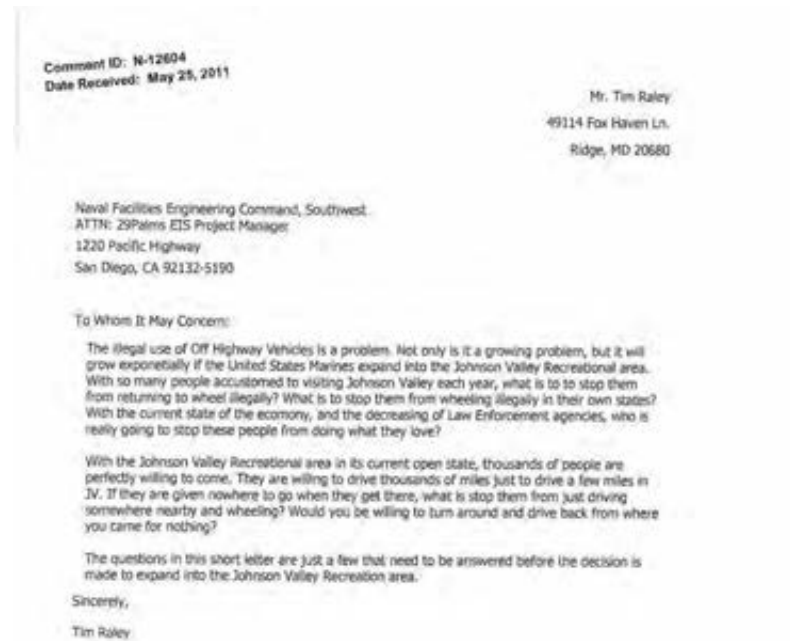 Comment ID: N-12604
Date Received: May 25, 2011
Mr. Tim Raley
49114 Fox Haven Ln.
Ridge, MD 20680
Naval Facilities Engineering Command, Southwest
ATTN: 29Palms EIS Project Manager
1220 Pacific Highway
San Diego, CA 92132-5190
To Whom It May Concern:
The illegal use of Off Highway Vehicles is a problem. Not only is it a growing problem, but it will
grow exponetially if the United States Marines expand into the Johnson Valley Recreational area.
With so many people accustomed to visiting Johnson Valley each year, what is to to stop them
from returning to wheel illegally? What is to stop them from wheeling illegally in their own states?
With the current state of the ecomony, and the decreasing of Law Enforcement agencies, who is
really going to stop these people from doing what they love?
With the Johnson Valley Recreational area in its current open state, thousands of people are
perfectly willing to come. They are willing to drive thousands of miles just to drive a few miles in
JV. If they are given nowhere to go when they get there, what is stop them from just driving
somewhere nearby and wheeling? Would you be willing to turn around and drive back from where
you came for nothing?
The questions in this short letter are just a few that need to be answered before the decision is
made to expand into the Johnson Valley Recreation area.
Sincerely,
Tim Raley